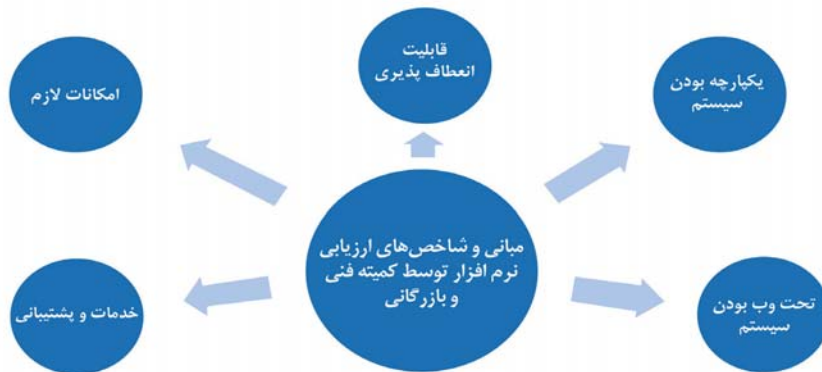 قابلیت
انعطاف پذیری
یکپارچه بودن
سیستم
امکانات لازم
مبانی و شاخص‌های ارزیابی
نرم افزار توسط کمیته فنی
و بازرگانی
تحت وب بودن
سیستم
خدمات و پشتیبانی